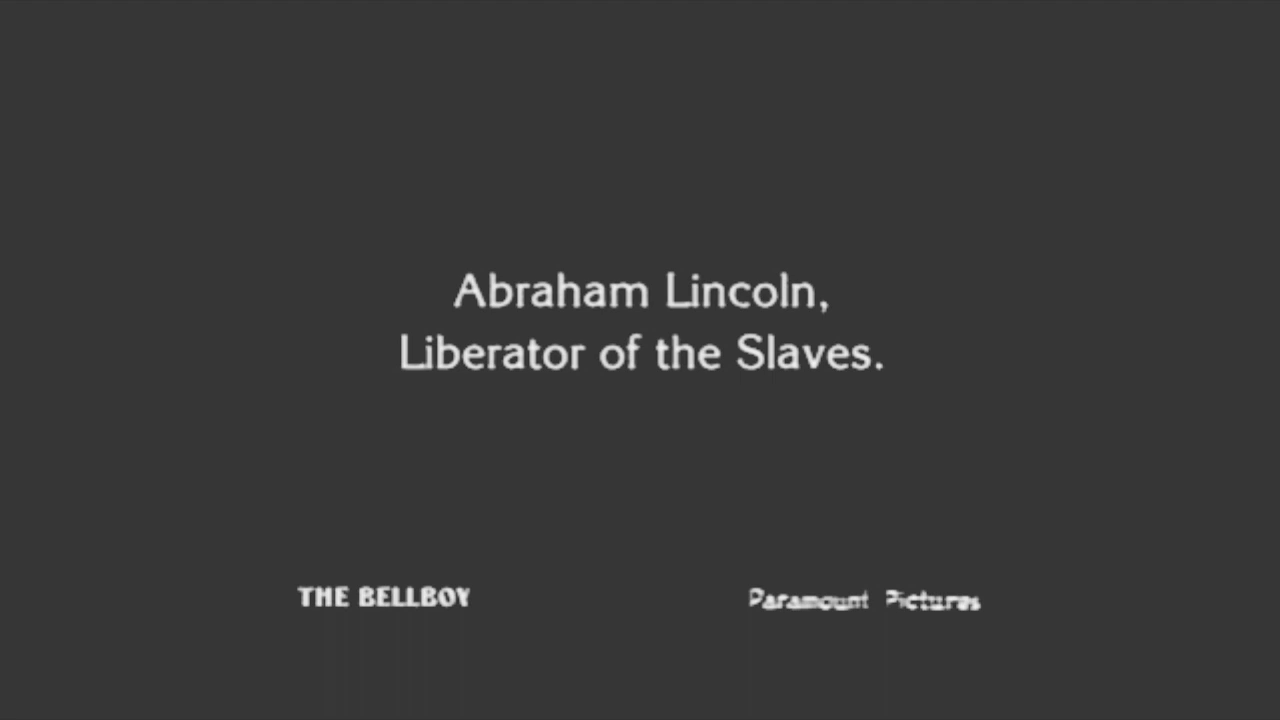 Abraham Lincoln,
Liberator of the Slaves.
THE BELLBOY
Paramount Pictures